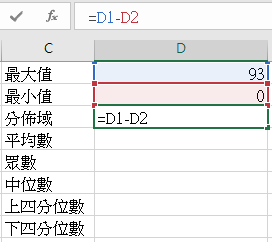 =D1-D2
C D
最大值 93
最小值 0
分佈域 =D1-D2
平均數
眾數
中位數
上四分位數
下四分位數